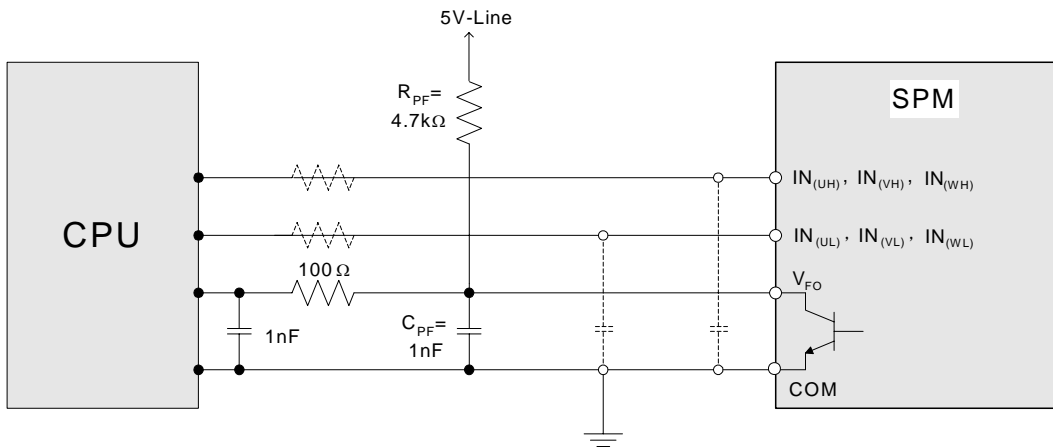 5V-Line
R_PF=
4.7kΩ
SPM
CPU
IN_(UH), IN_(VH), IN_(WH)
IN_(UL), IN_(VL), IN_(WL)
100Ω
V_FO
1nF
C_PF=
1nF
COM